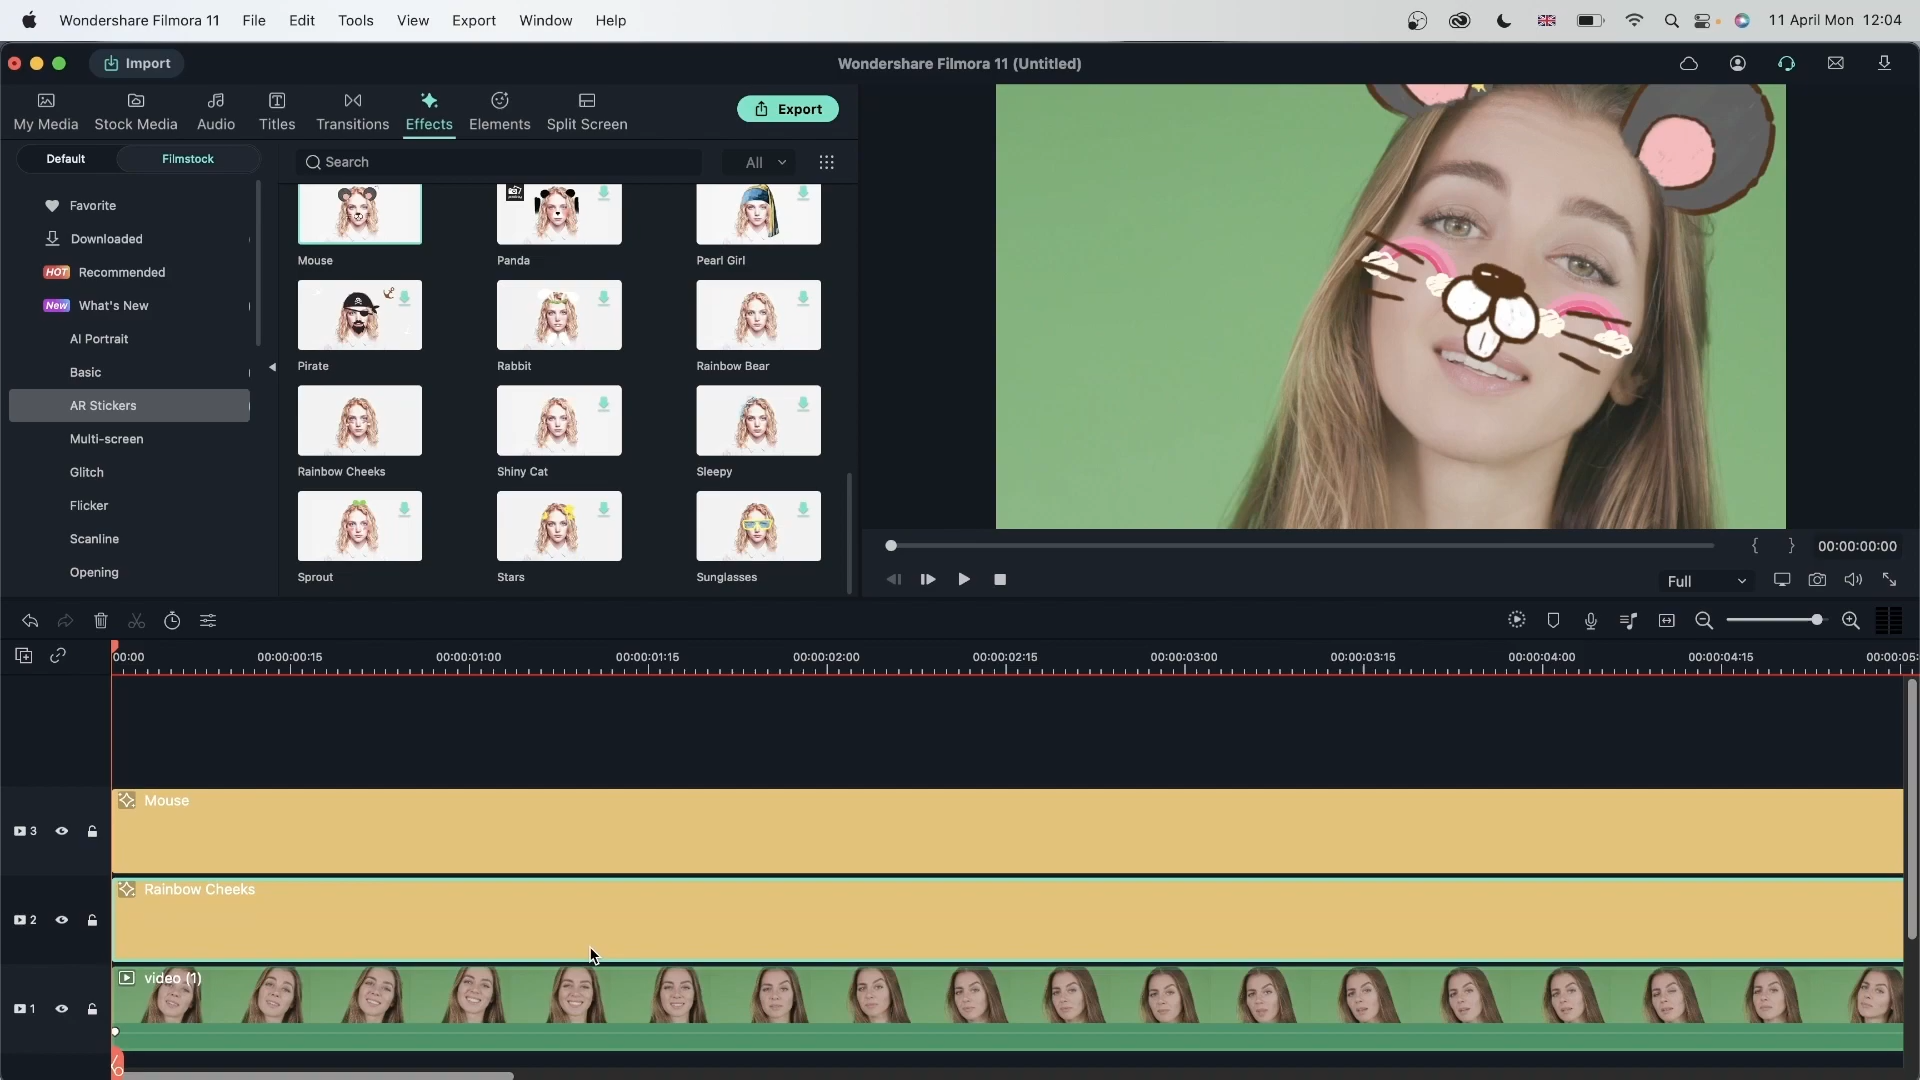 Wondershare Filmora 11 File Edit Tools View Export Window Help
11 April Mon 12:04
Import
Wondershare Filmora 11 (Untitled)
My Media Stock Media Audio Titles Transitions Effects Elements Split Screen
Export
Default Filmstock
Search
All
Favorite
Downloaded
HOT Recommended
New What's New
AI Portrait
Basic
AR Stickers
Multi-screen
Glitch
Flicker
Scanline
Opening
Mouse Panda Pearl Girl
Pirate Rabbit Rainbow Bear
Rainbow Cheeks Shiny Cat Sleepy
Sprout Stars Sunglasses
{ } 00:00:00:00
Full
00:00 00:00:00:15 00:00:01:00 00:00:01:15 00:00:02:00 00:00:02:15 00:00:03:00 00:00:03:15 00:00:04:00 00:00:04:15 00:00:05:
3 Mouse
2 Rainbow Cheeks
1 video (1)